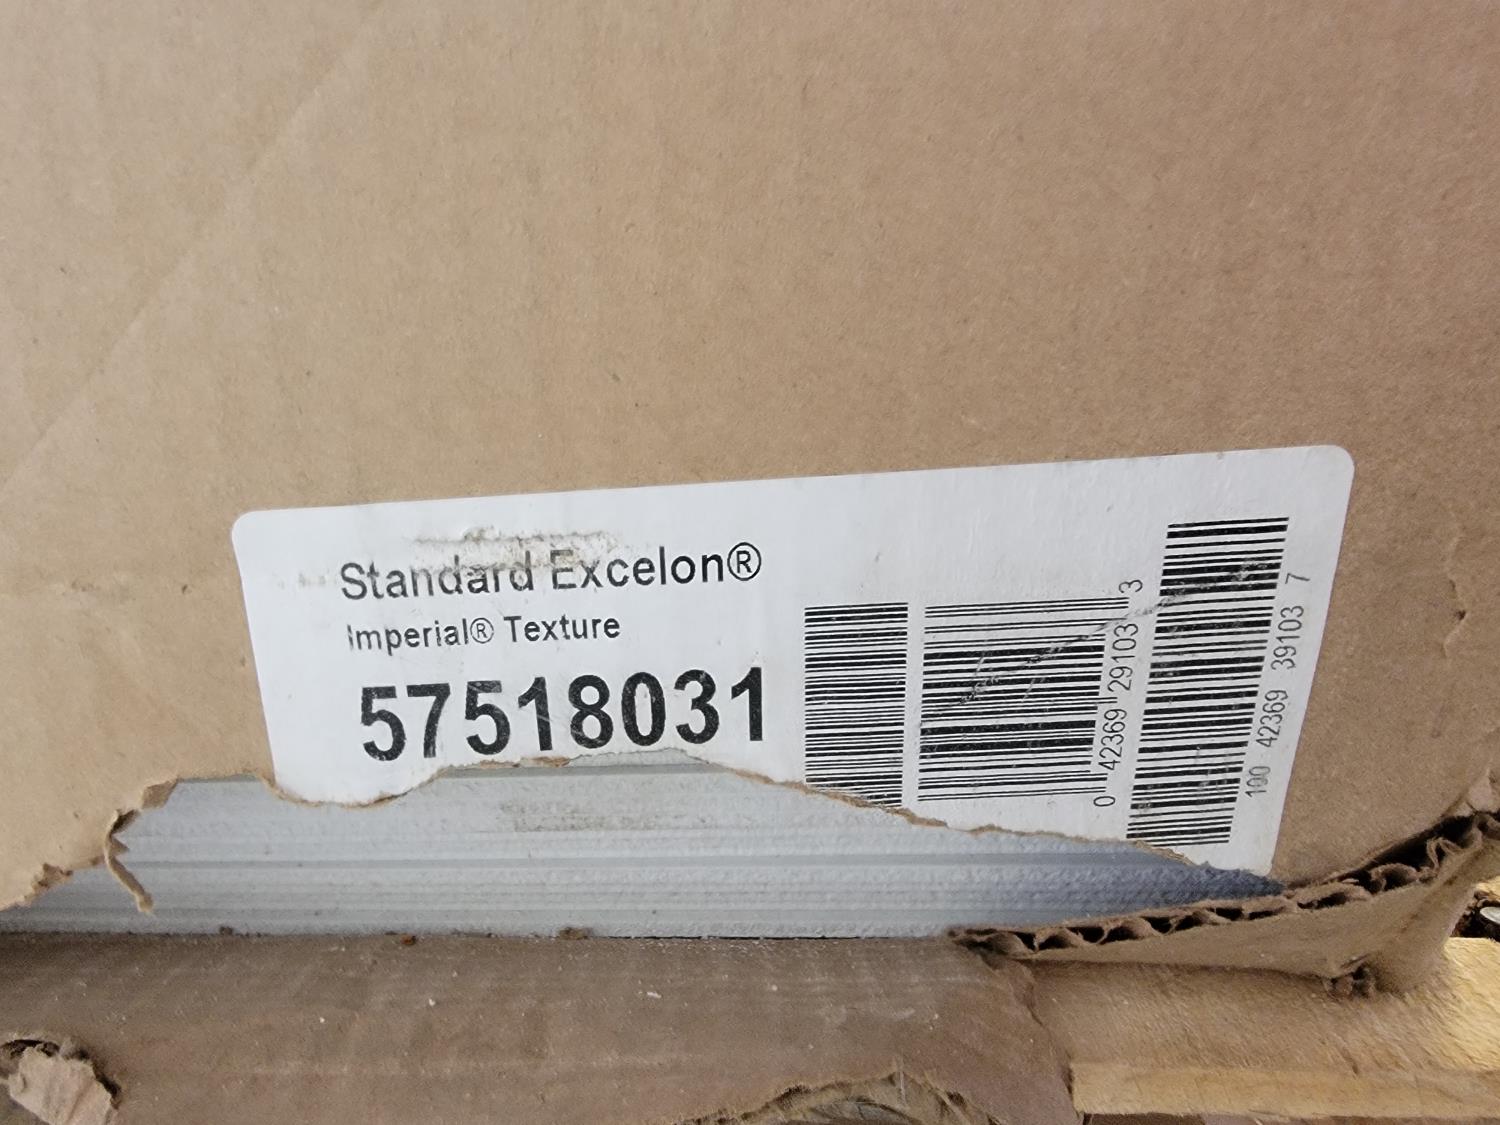 Standard Excelon®
Imperial® Texture
57518031
0 42369 29103 3
100 42369 39103 7